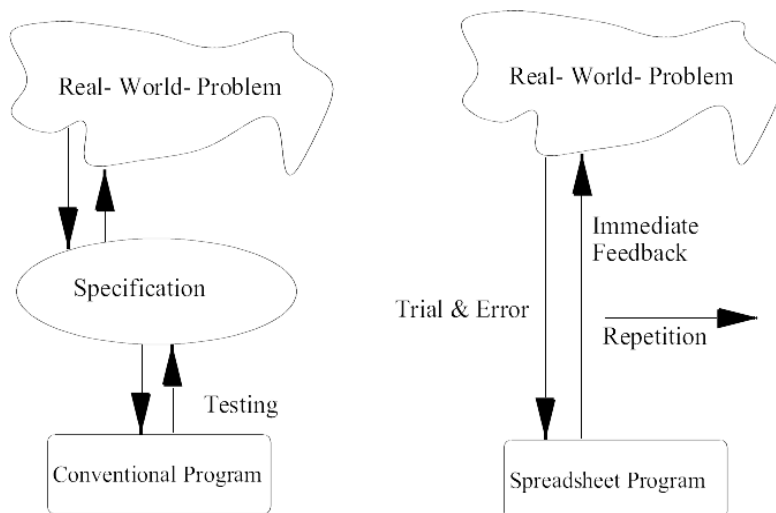 Real- World- Problem
Specification
Testing
Conventional Program
Real- World- Problem
Immediate
Feedback
Trial & Error
Repetition
Spreadsheet Program